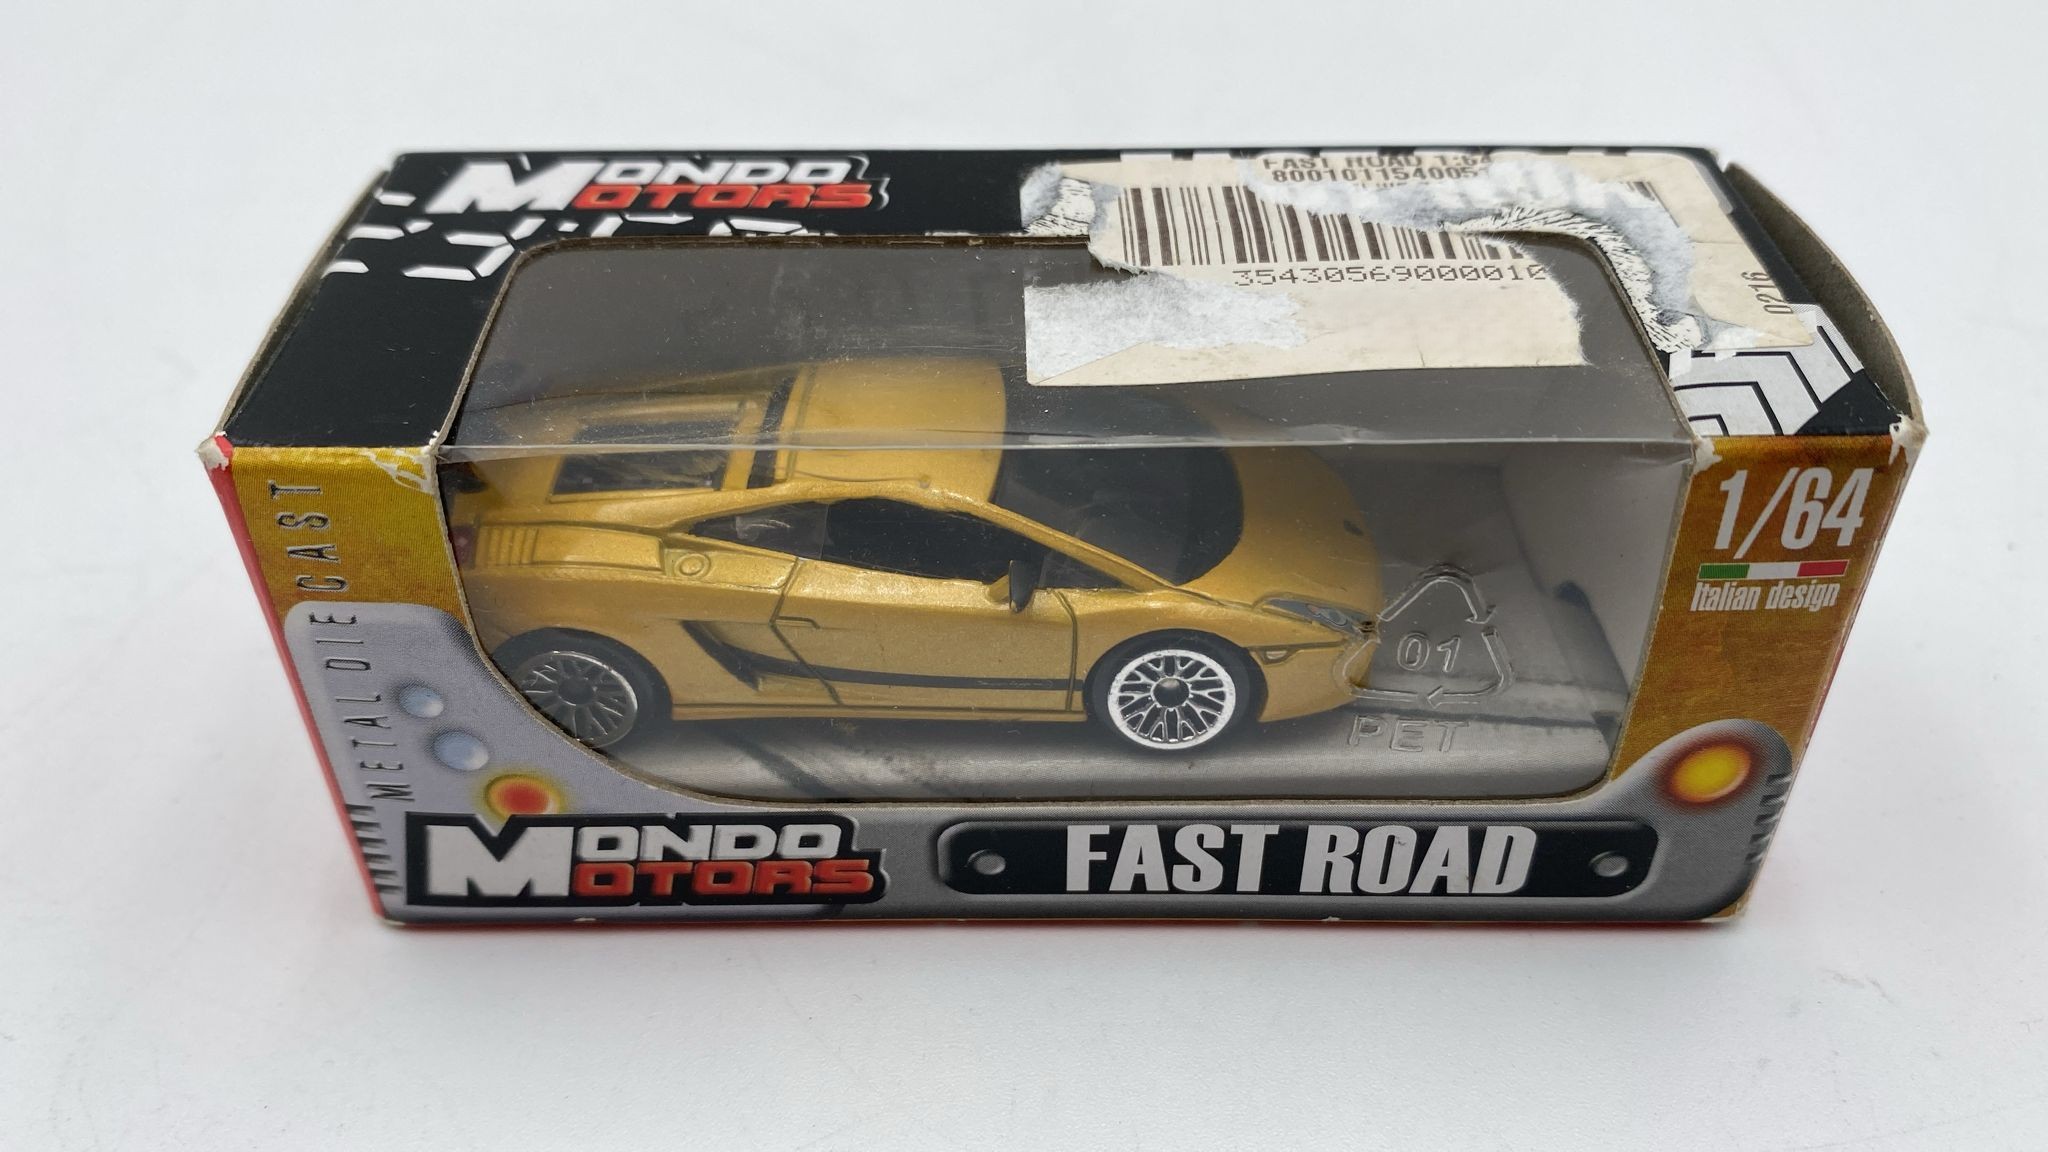 MONDO
MOTORS
FAST ROAD 1:64
35430569000010
0216
METAL DIE CAST
1/64
Italian design
01
PET
MONDO
MOTORS
FAST ROAD